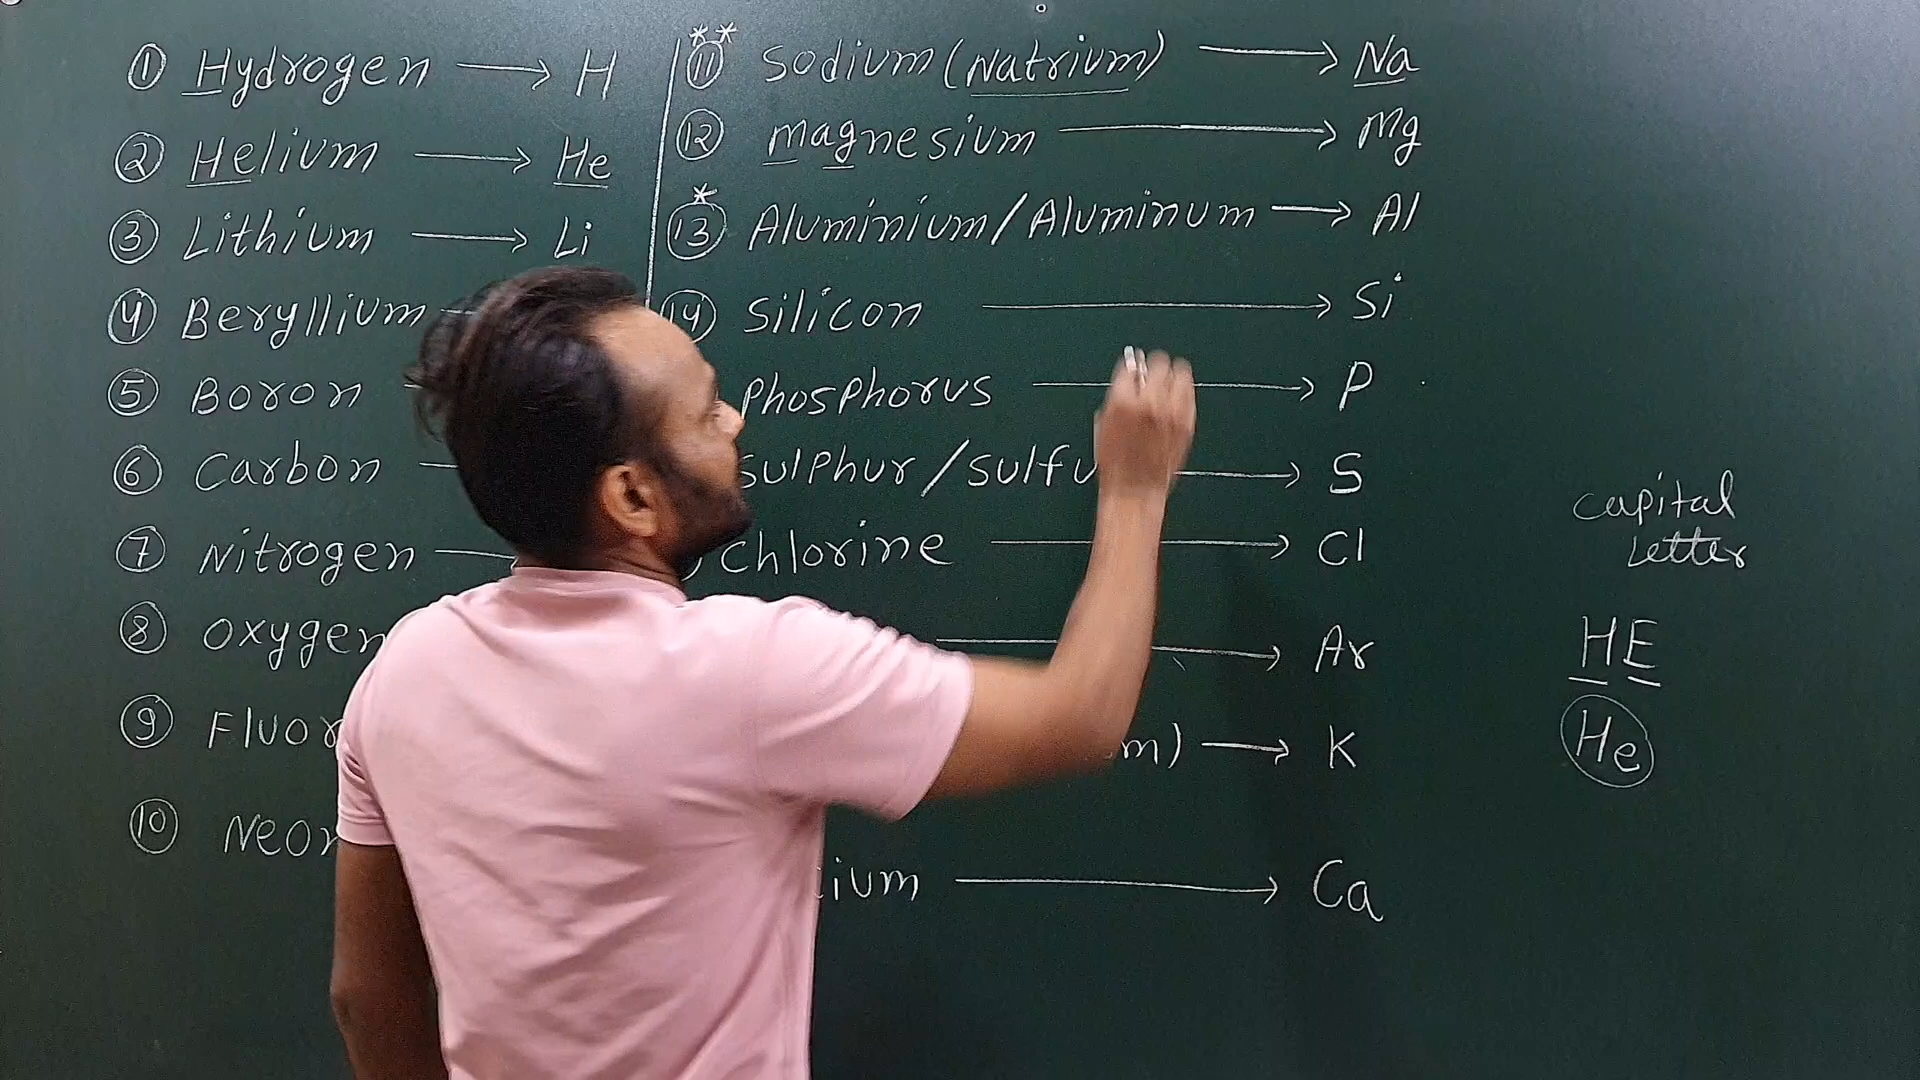 ① Hydrogen → H
② Helium → He
③ Lithium → Li
④ Beryllium
⑤ Boron
⑥ Carbon
⑦ Nitrogen
⑧ Oxygen
⑨ Fluor
⑩ Neon
** ⑪ Sodium (Natrium) → Na
⑫ Magnesium → Mg
* ⑬ Aluminium/Aluminum → Al
⑭ Silicon → Si
Phosphorus → P
Sulphur/Sulfu → S
Chlorine → Cl
→ Ar
m) → K
ium → Ca
capital
letter
HE
He